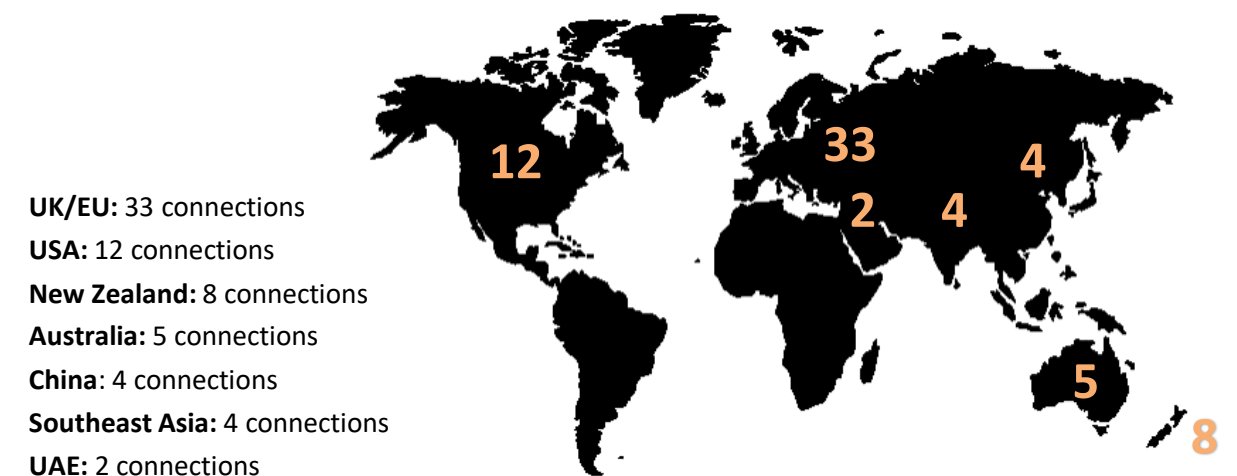 UK/EU: 33 connections
USA: 12 connections
New Zealand: 8 connections
Australia: 5 connections
China: 4 connections
Southeast Asia: 4 connections
UAE: 2 connections
12
33
4
2
4
5
8